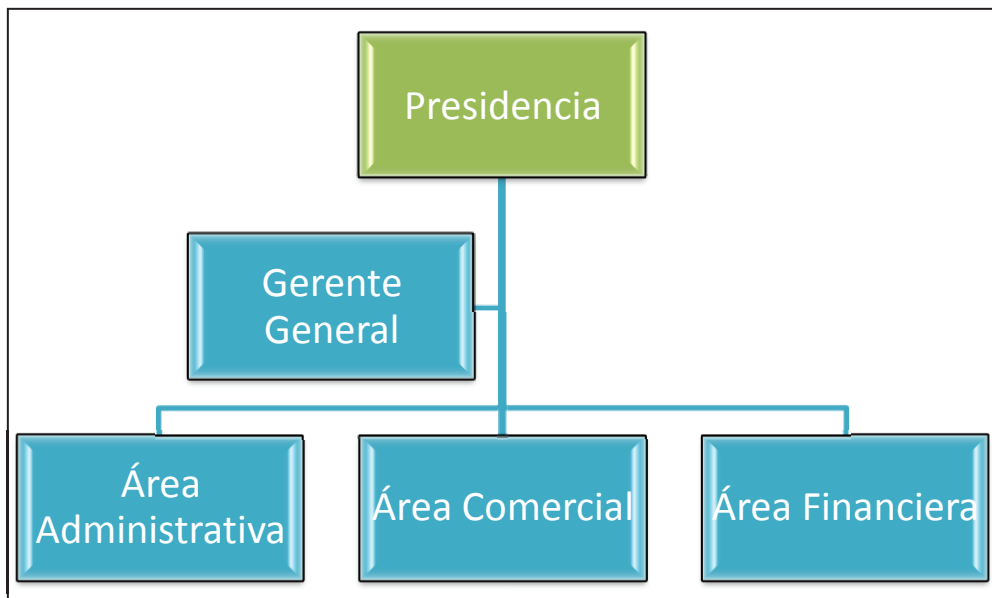 Presidencia
Gerente
General
Área
Administrativa
Área Comercial
Área Financiera